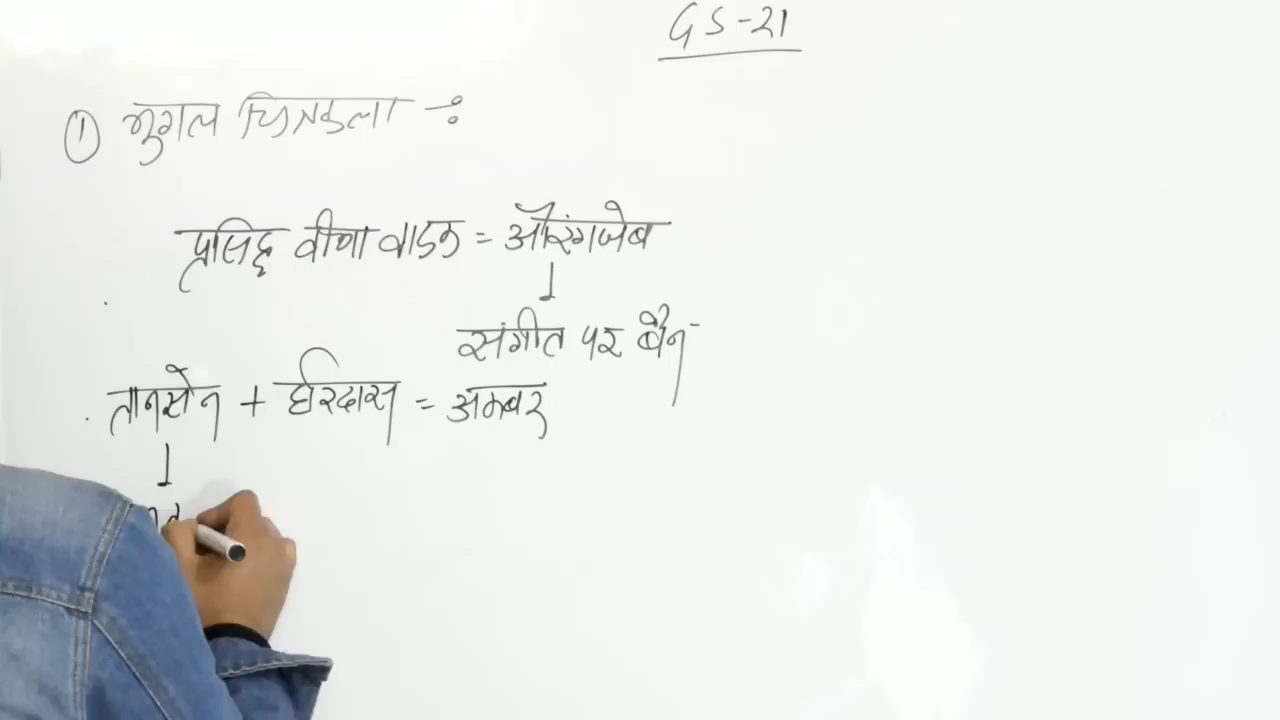 GS-21
① मुगल चित्रकला :
प्रसिद्ध वीणा वादक = औरंगजेब
↓
संगीत पर बैन
तानसेन + हरिदास = अकबर
↓